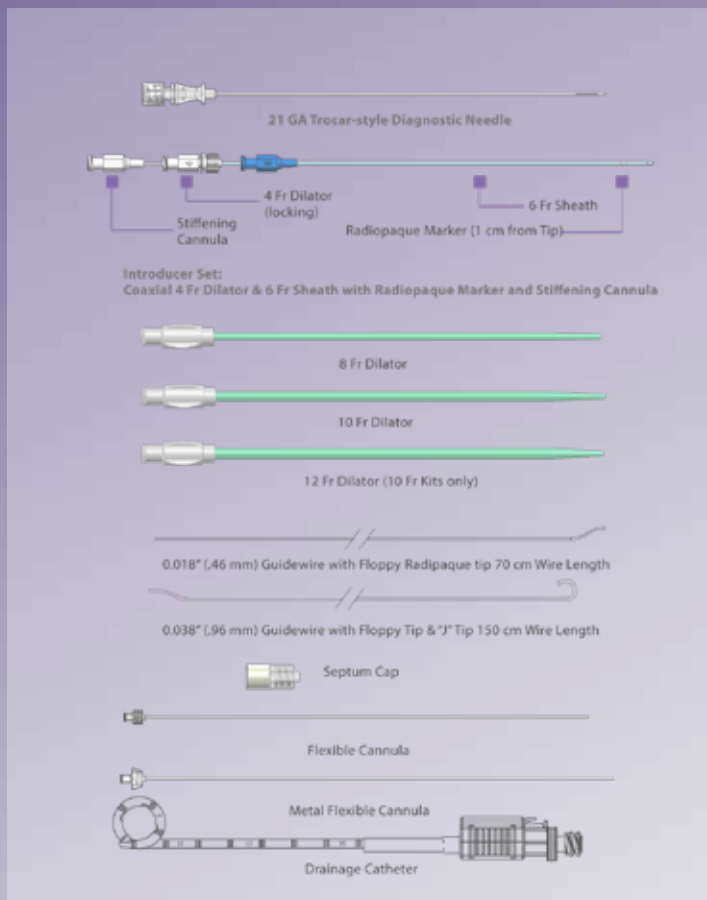 21 GA Trocar-style Diagnostic Needle
4 Fr Dilator
(locking)
6 Fr Sheath
Stiffening
Cannula
Radiopaque Marker (1 cm from Tip)
Introducer Set:
Coaxial 4 Fr Dilator & 6 Fr Sheath with Radiopaque Marker and Stiffening Cannula
8 Fr Dilator
10 Fr Dilator
12 Fr Dilator (10 Fr Kits only)
0.018" (.46 mm) Guidewire with Floppy Radipaque tip 70 cm Wire Length
0.038" (.96 mm) Guidewire with Floppy Tip & "J" Tip 150 cm Wire Length
Septum Cap
Flexible Cannula
Metal Flexible Cannula
Drainage Catheter